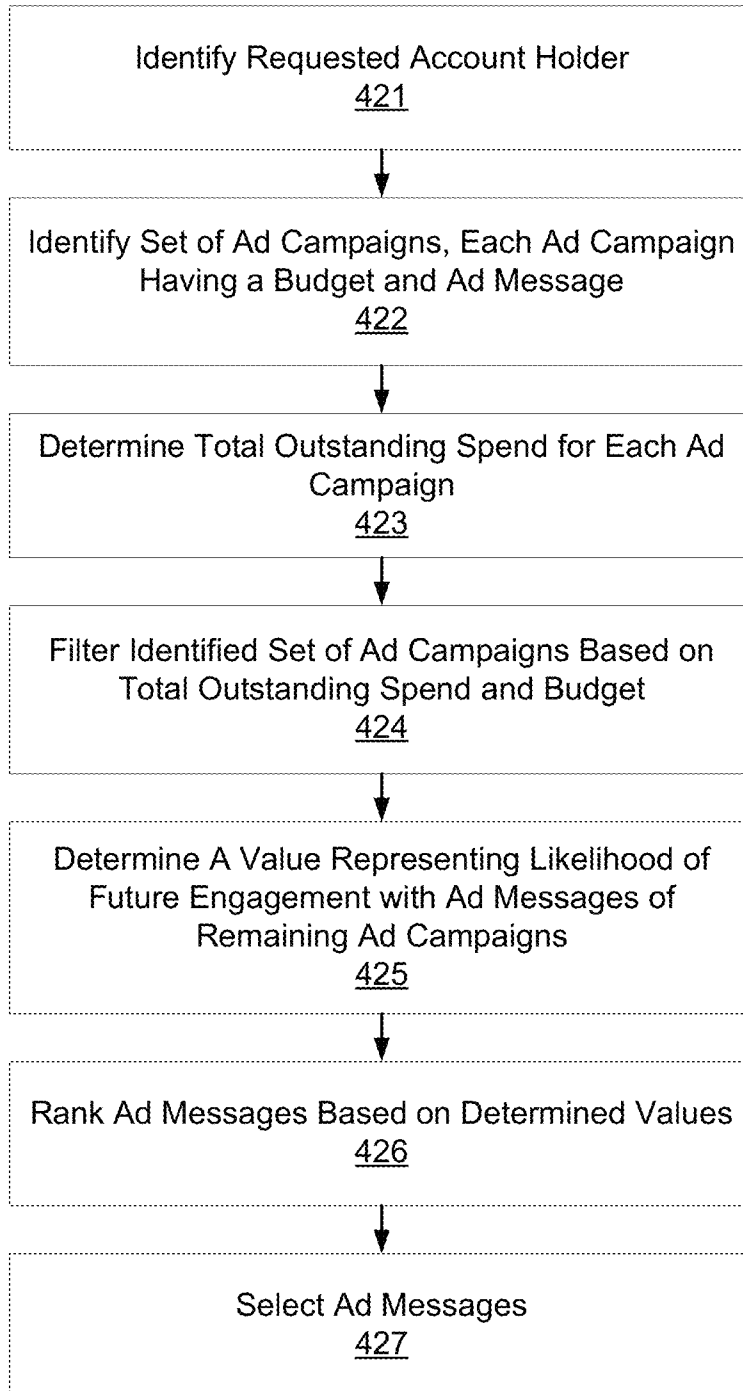 Identify Requested Account Holder
421
Identify Set of Ad Campaigns, Each Ad Campaign
Having a Budget and Ad Message
422
Determine Total Outstanding Spend for Each Ad
Campaign
423
Filter Identified Set of Ad Campaigns Based on
Total Outstanding Spend and Budget
424
Determine A Value Representing Likelihood of
Future Engagement with Ad Messages of
Remaining Ad Campaigns
425
Rank Ad Messages Based on Determined Values
426
Select Ad Messages
427